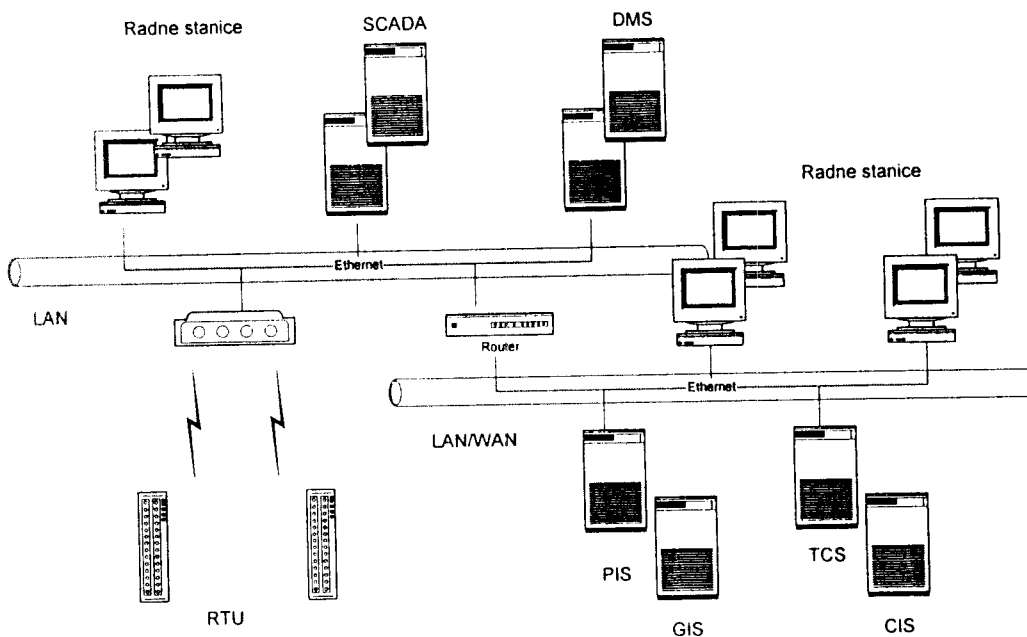 Radne stanice
SCADA
DMS
Radne stanice
Ethernet
LAN
Router
Ethernet
LAN/WAN
PIS
TCS
RTU
GIS
CIS